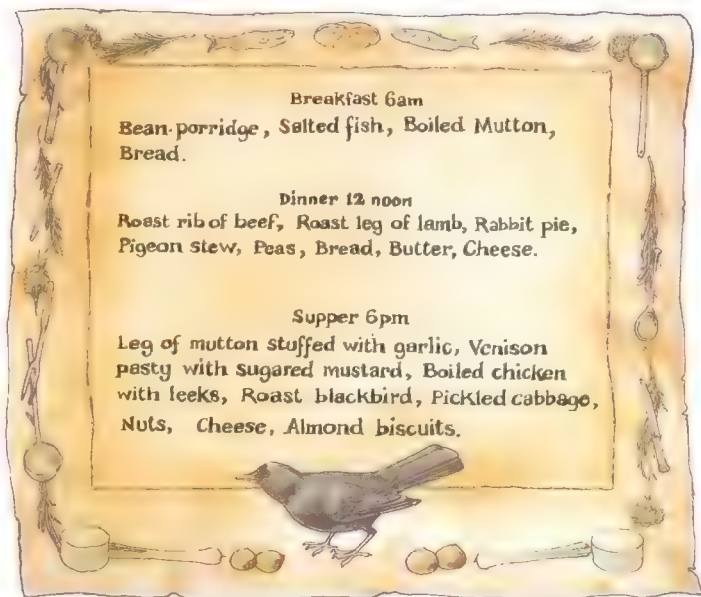 Breakfast 6am
Bean-porridge, Salted fish, Boiled Mutton,
Bread.
Dinner 12 noon
Roast rib of beef, Roast leg of lamb, Rabbit pie,
Pigeon stew, Peas, Bread, Butter, Cheese.
Supper 6pm
Leg of mutton stuffed with garlic, Venison
pasty with sugared mustard, Boiled chicken
with leeks, Roast blackbird, Pickled cabbage,
Nuts, Cheese, Almond biscuits.